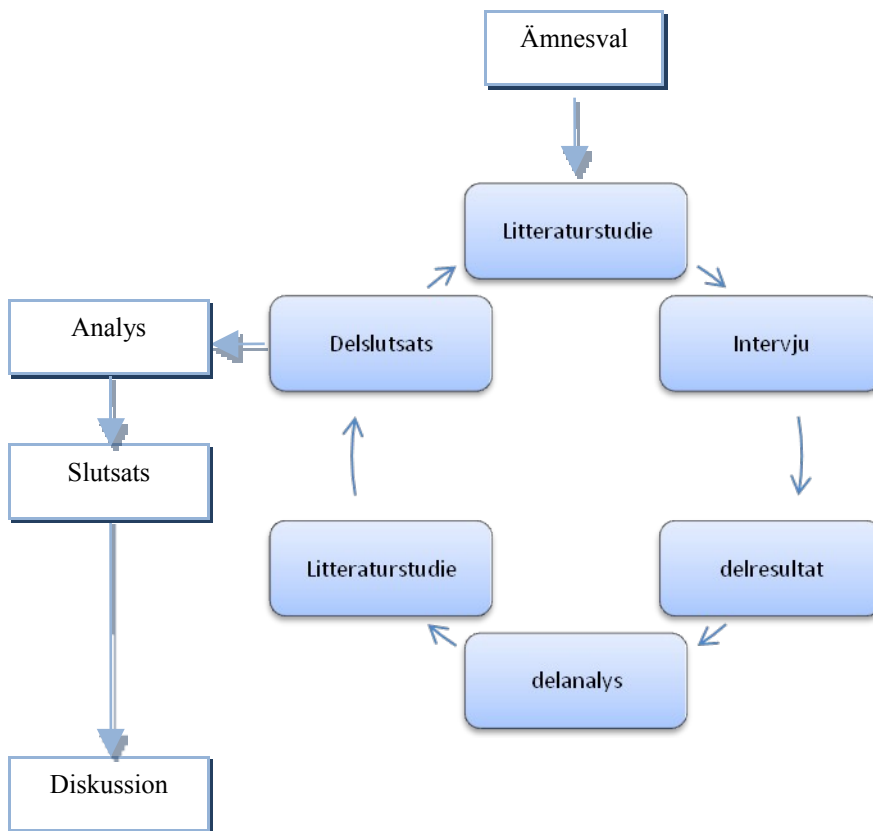 Ämnesval
Litteraturstudie
Intervju
delresultat
delanalys
Litteraturstudie
Delslutsats
Analys
Slutsats
Diskussion